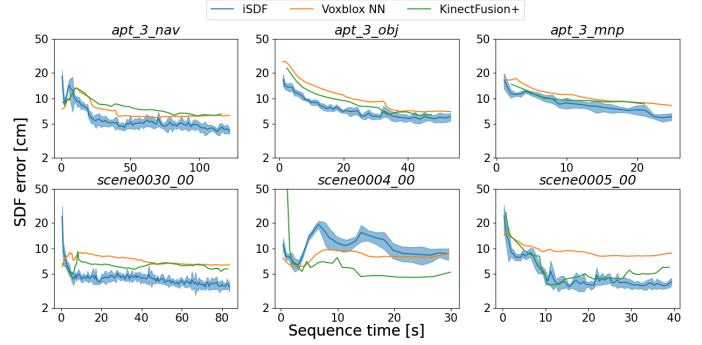 iSDF Voxblox NN KinectFusion+
apt_3_nav apt_3_obj apt_3_mnp
50 50 50
20 20 20
10 10 10
5 5 5
2 2 2
0 50 100 0 20 40 0 10 20
SDF error [cm]
scene0030_00 scene0004_00 scene0005_00
50 50 50
20 20 20
10 10 10
5 5 5
2 2 2
0 20 40 60 80 0 10 20 30 0 10 20 30 40
Sequence time [s]